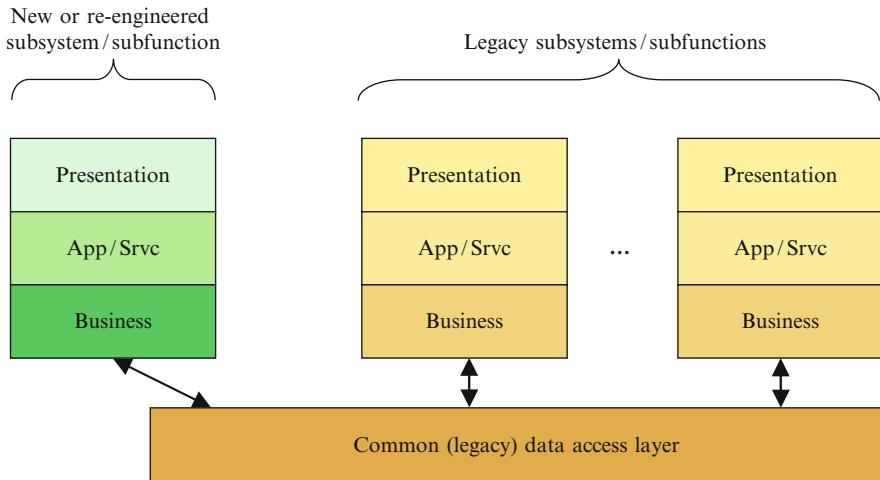 New or re-engineered
subsystem/subfunction
Legacy subsystems/subfunctions
Presentation
Presentation
Presentation
App/Srvc
App/Srvc
...
App/Srvc
Business
Business
Business
Common (legacy) data access layer